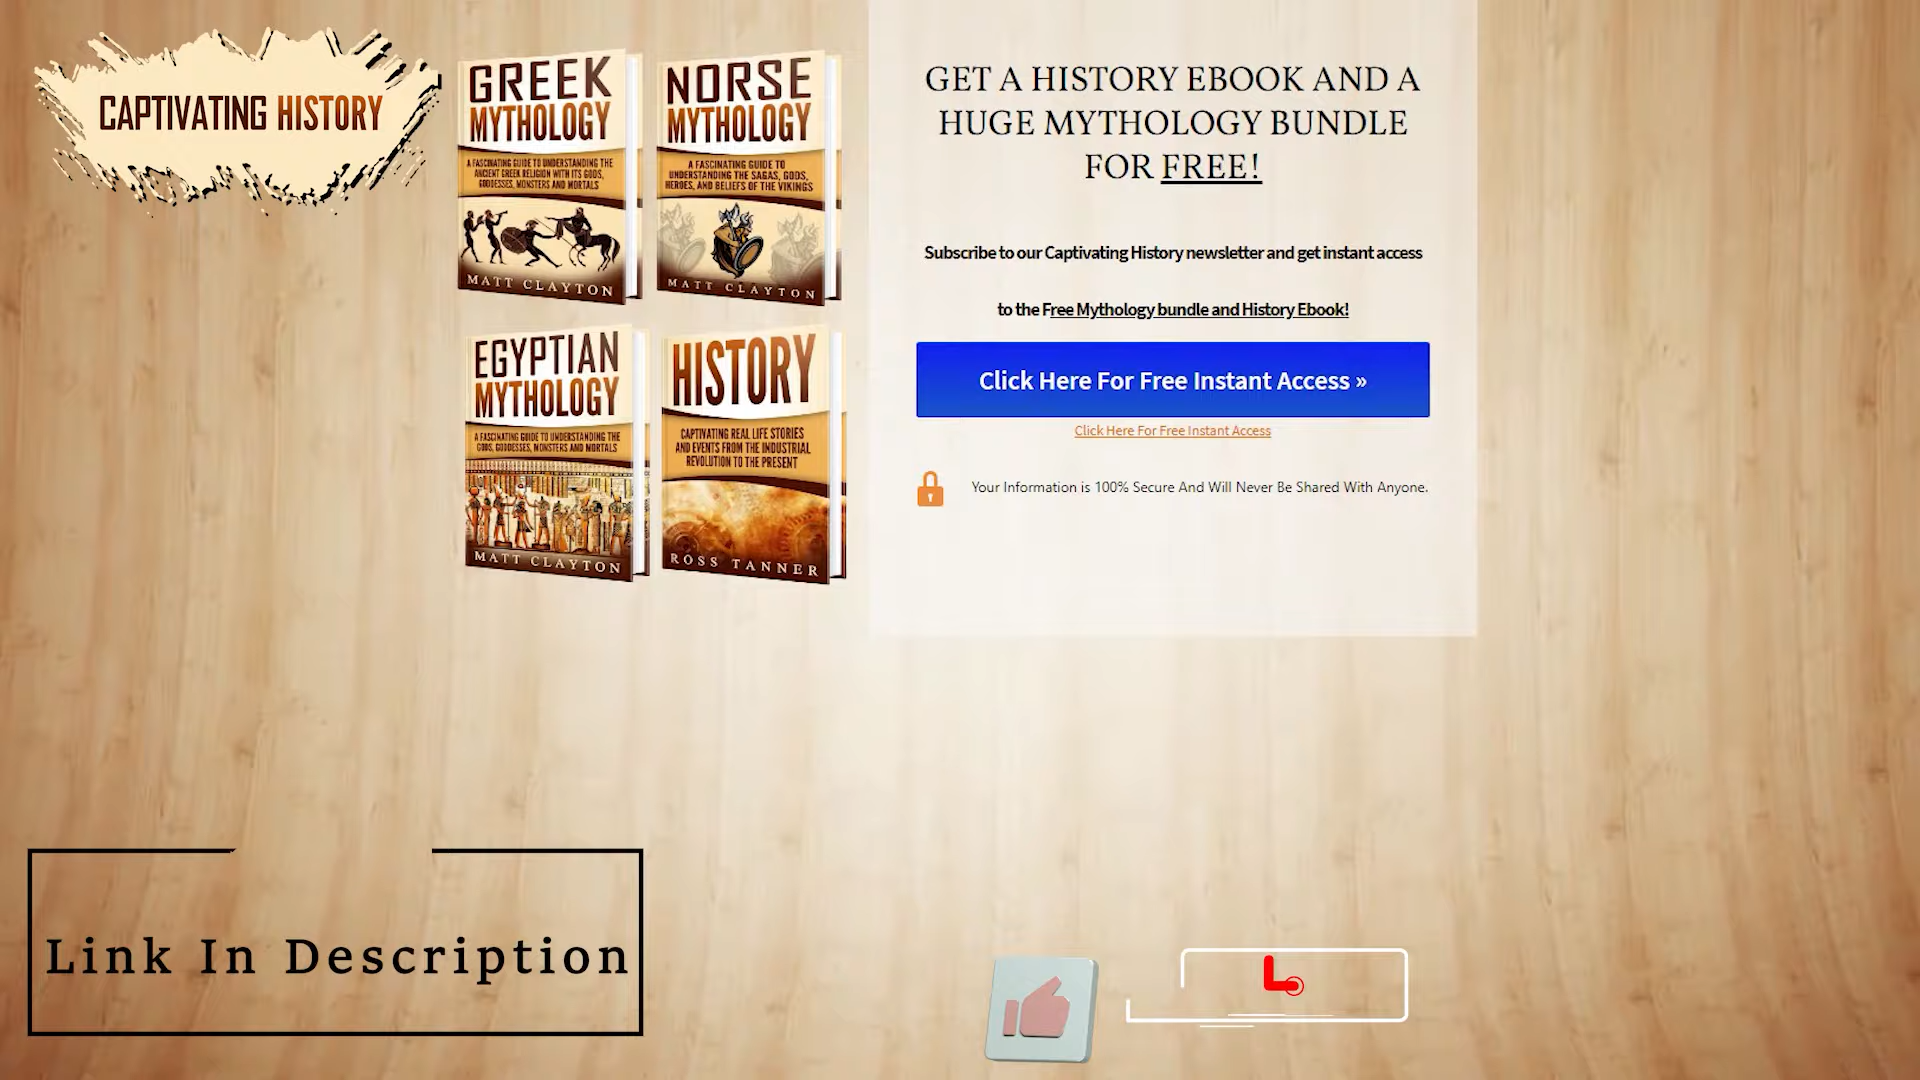 CAPTIVATING HISTORY
GREEK
MYTHOLOGY
A FASCINATING GUIDE TO UNDERSTANDING THE
ANCIENT GREEK RELIGION WITH ITS GODS,
GODDESSES, MONSTERS AND MORTALS
MATT CLAYTON
NORSE
MYTHOLOGY
A FASCINATING GUIDE TO
UNDERSTANDING THE SAGAS, GODS,
HEROES, AND BELIEFS OF THE VIKINGS
MATT CLAYTON
EGYPTIAN
MYTHOLOGY
A FASCINATING GUIDE TO UNDERSTANDING THE
GODS, GODDESSES, MONSTERS AND MORTALS
MATT CLAYTON
HISTORY
CAPTIVATING REAL LIFE STORIES
AND EVENTS FROM THE INDUSTRIAL
REVOLUTION TO THE PRESENT
ROSS TANNER
GET A HISTORY EBOOK AND A
HUGE MYTHOLOGY BUNDLE
FOR FREE!
Subscribe to our Captivating History newsletter and get instant access
to the Free Mythology bundle and History Ebook!
Click Here For Free Instant Access »
Click Here For Free Instant Access
Your Information is 100% Secure And Will Never Be Shared With Anyone.
Link In Description